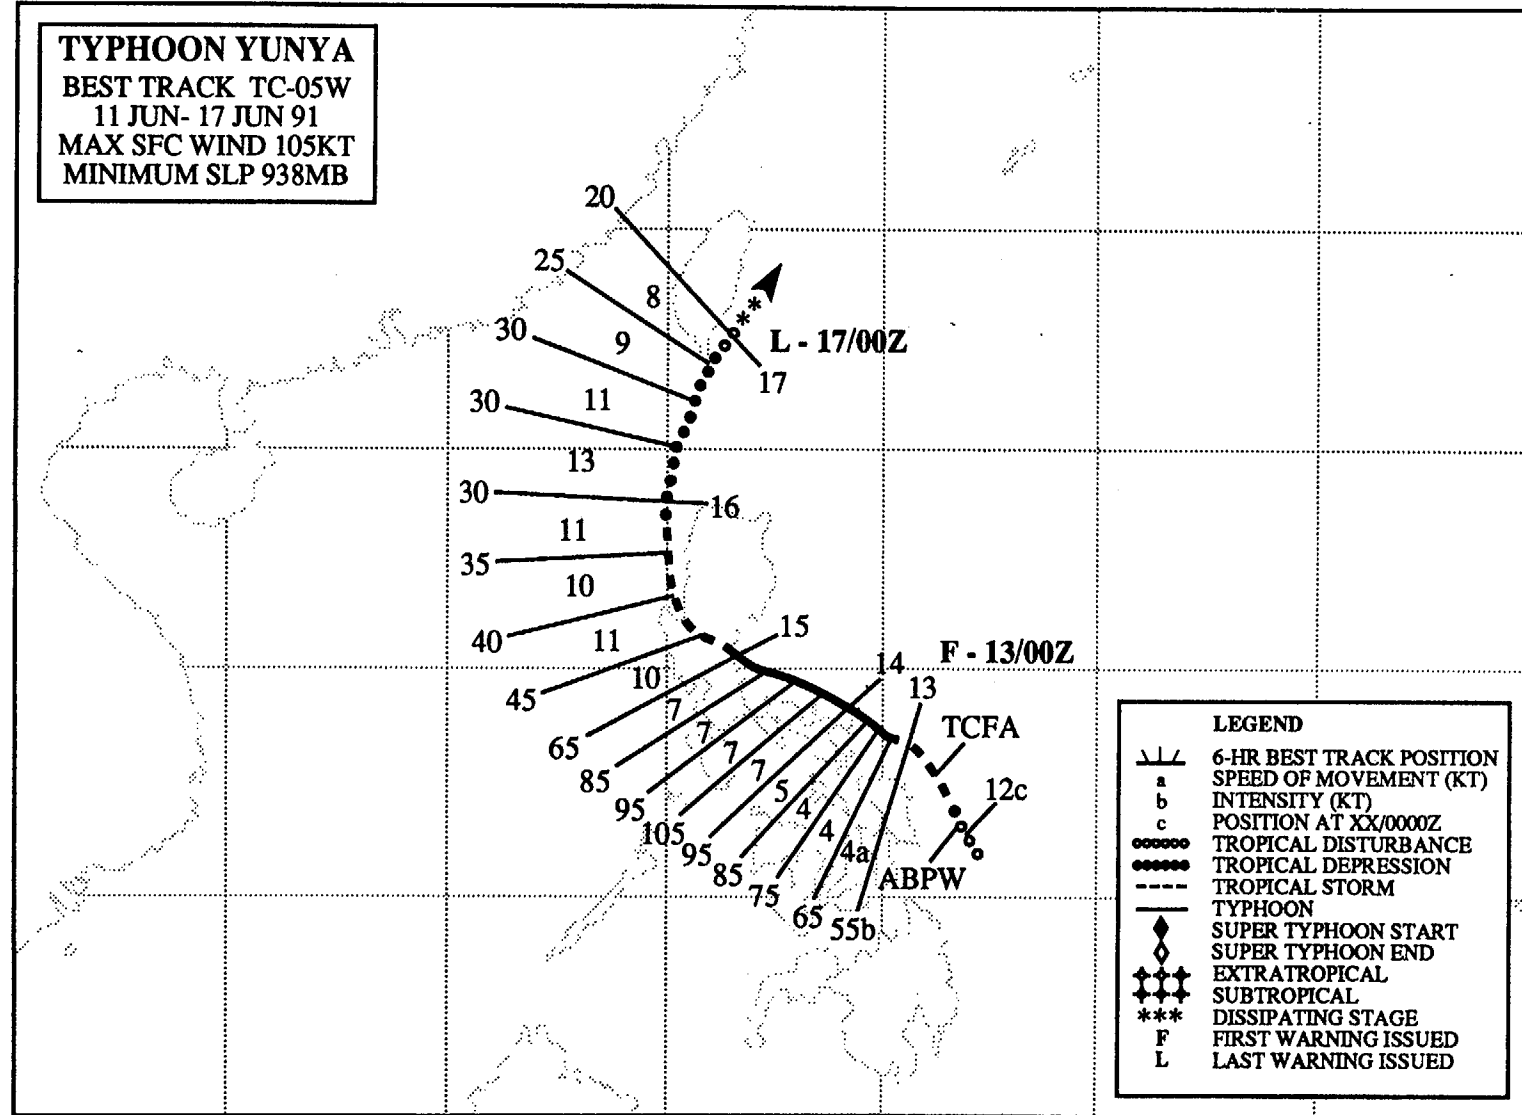 TYPHOON YUNYA
BEST TRACK TC-05W
11 JUN- 17 JUN 91
MAX SFC WIND 105KT
MINIMUM SLP 938MB
20
25
8
30
9
L - 17/00Z
17
30
11
13
30
16
11
35
10
40
11
15
45
10
F - 13/00Z
14
13
65
7
85
7
TCFA
95
7
105
7
12c
95
5
85
4
75
4
65
4a
ABPW
55b
LEGEND
6-HR BEST TRACK POSITION
a SPEED OF MOVEMENT (KT)
b INTENSITY (KT)
c POSITION AT XX/0000Z
TROPICAL DISTURBANCE
TROPICAL DEPRESSION
TROPICAL STORM
TYPHOON
SUPER TYPHOON START
SUPER TYPHOON END
EXTRATROPICAL
SUBTROPICAL
*** DISSIPATING STAGE
F FIRST WARNING ISSUED
L LAST WARNING ISSUED